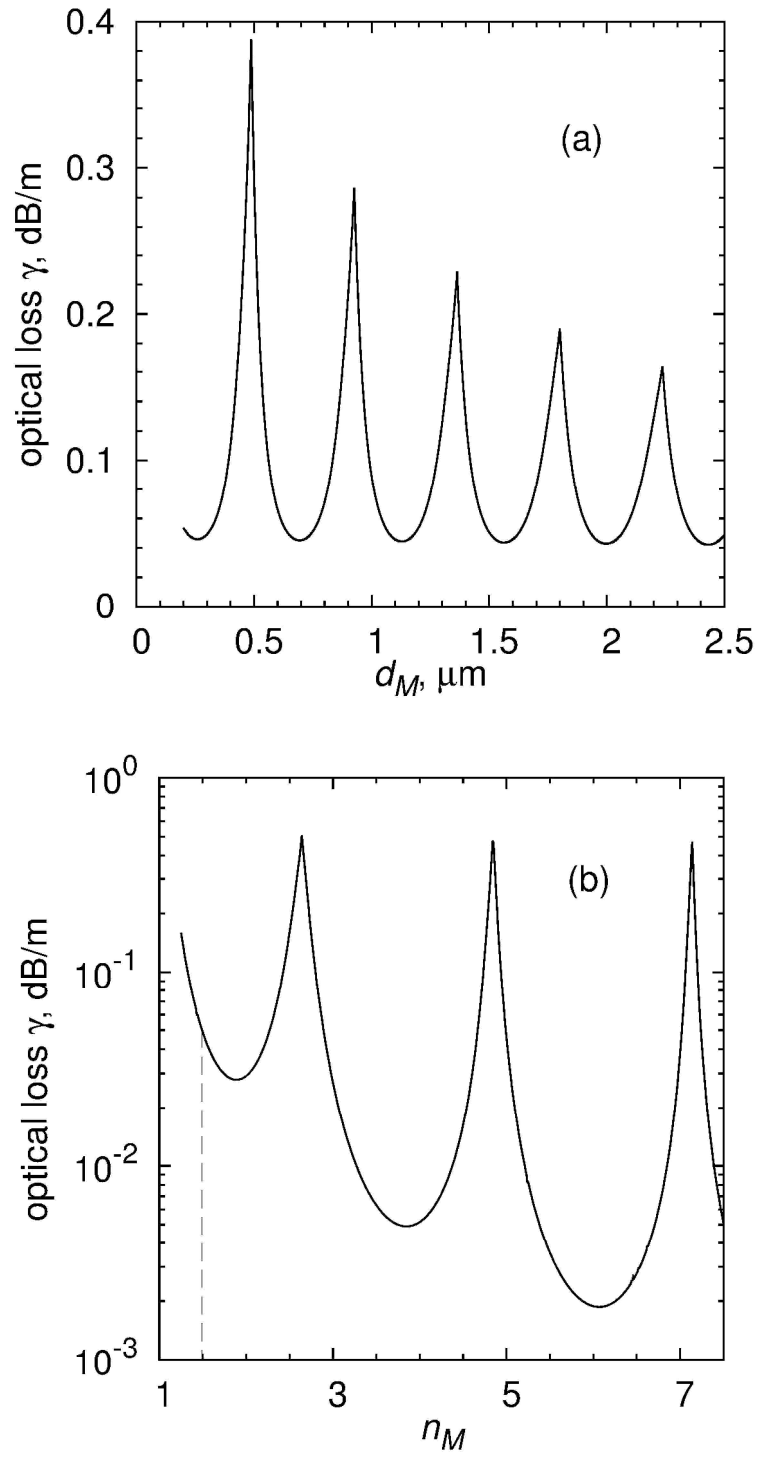 0.4
(a)
0.3
0.2
0.1
0
optical loss γ, dB/m
0 0.5 1 1.5 2 2.5
d_M, μm
10^0
(b)
10^-1
10^-2
10^-3
optical loss γ, dB/m
1 3 5 7
n_M